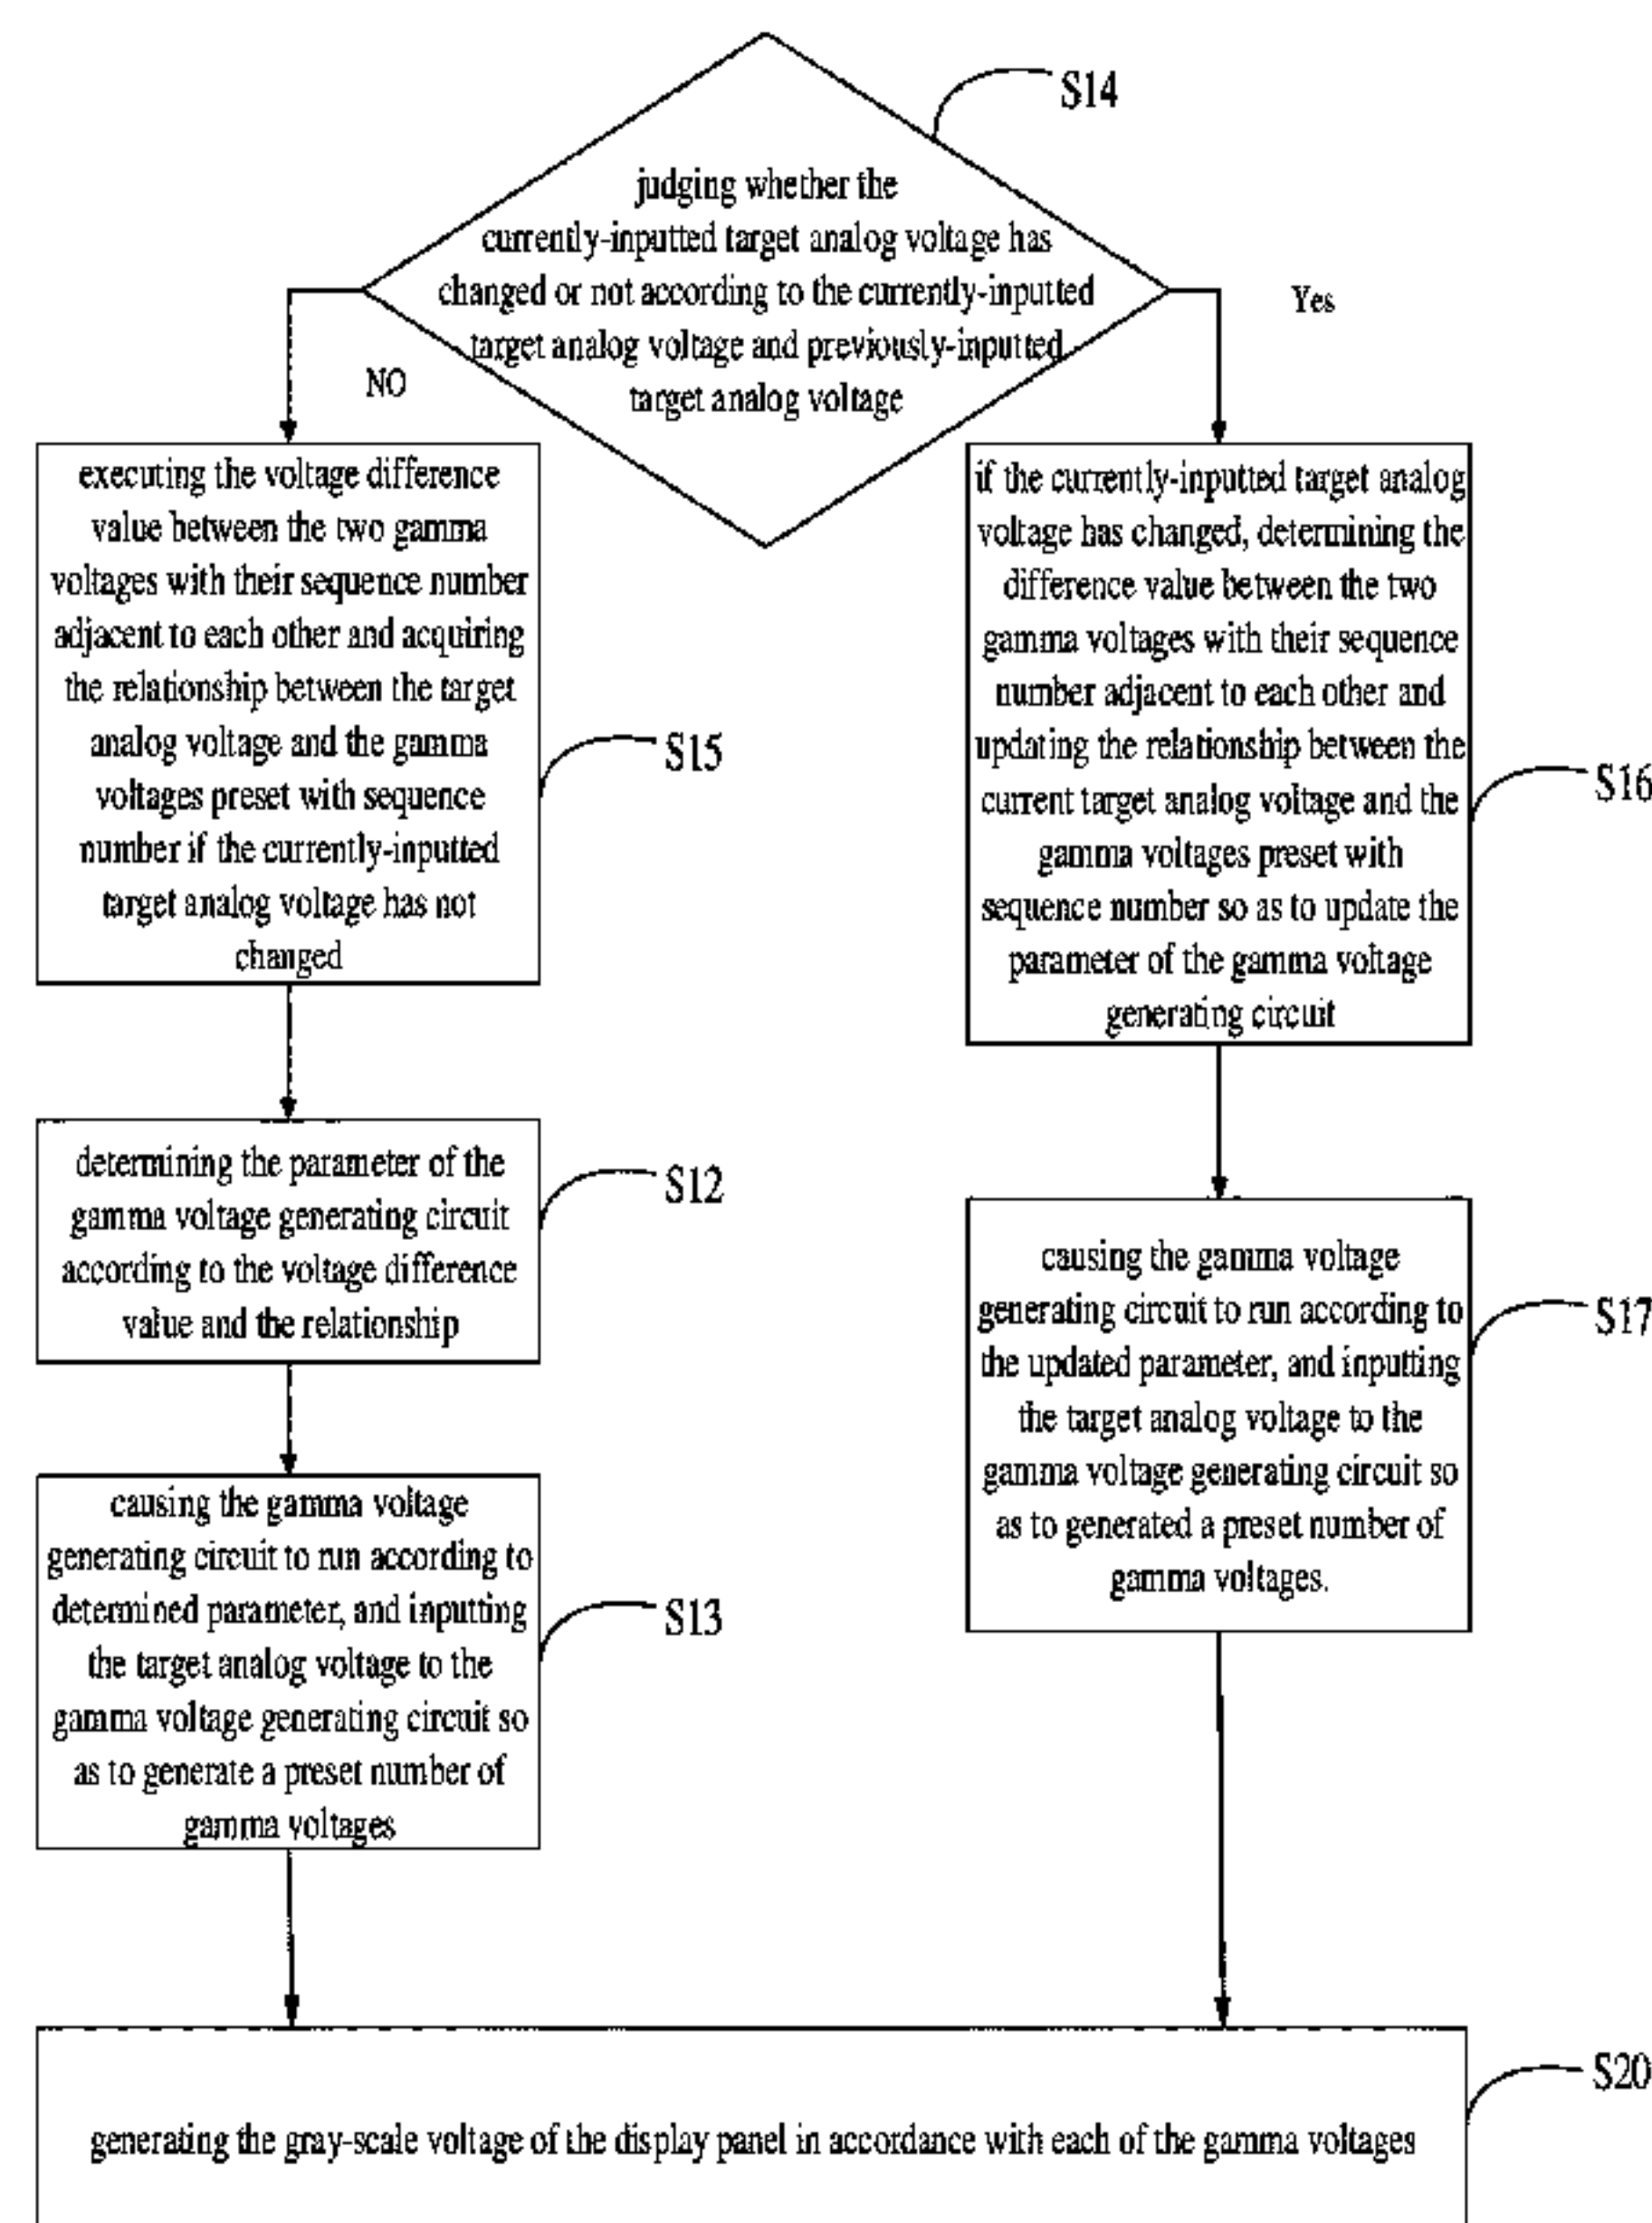 S14
judging whether the
currently-inputted target analog voltage has
changed or not according to the currently-inputted
target analog voltage and previously-inputted
target analog voltage
Yes
NO
executing the voltage difference
value between the two gamma
voltages with their sequence number
adjacent to each other and acquiring
the relationship between the target
analog voltage and the gamma
voltages preset with sequence
number if the currently-inputted
target analog voltage has not
changed
S15
if the currently-inputted target analog
voltage has changed, determining the
difference value between the two
gamma voltages with their sequence
number adjacent to each other and
updating the relationship between the
current target analog voltage and the
gamma voltages preset with
sequence number so as to update the
parameter of the gamma voltage
generating circuit
S16
determining the parameter of the
gamma voltage generating circuit
according to the voltage difference
value and the relationship
S12
causing the gamma voltage
generating circuit to run according to
the updated parameter, and inputting
the target analog voltage to the
gamma voltage generating circuit so
as to generated a preset number of
gamma voltages.
S17
causing the gamma voltage
generating circuit to run according to
determined parameter, and inputting
the target analog voltage to the
gamma voltage generating circuit so
as to generate a preset number of
gamma voltages
S13
generating the gray-scale voltage of the display panel in accordance with each of the gamma voltages
S20